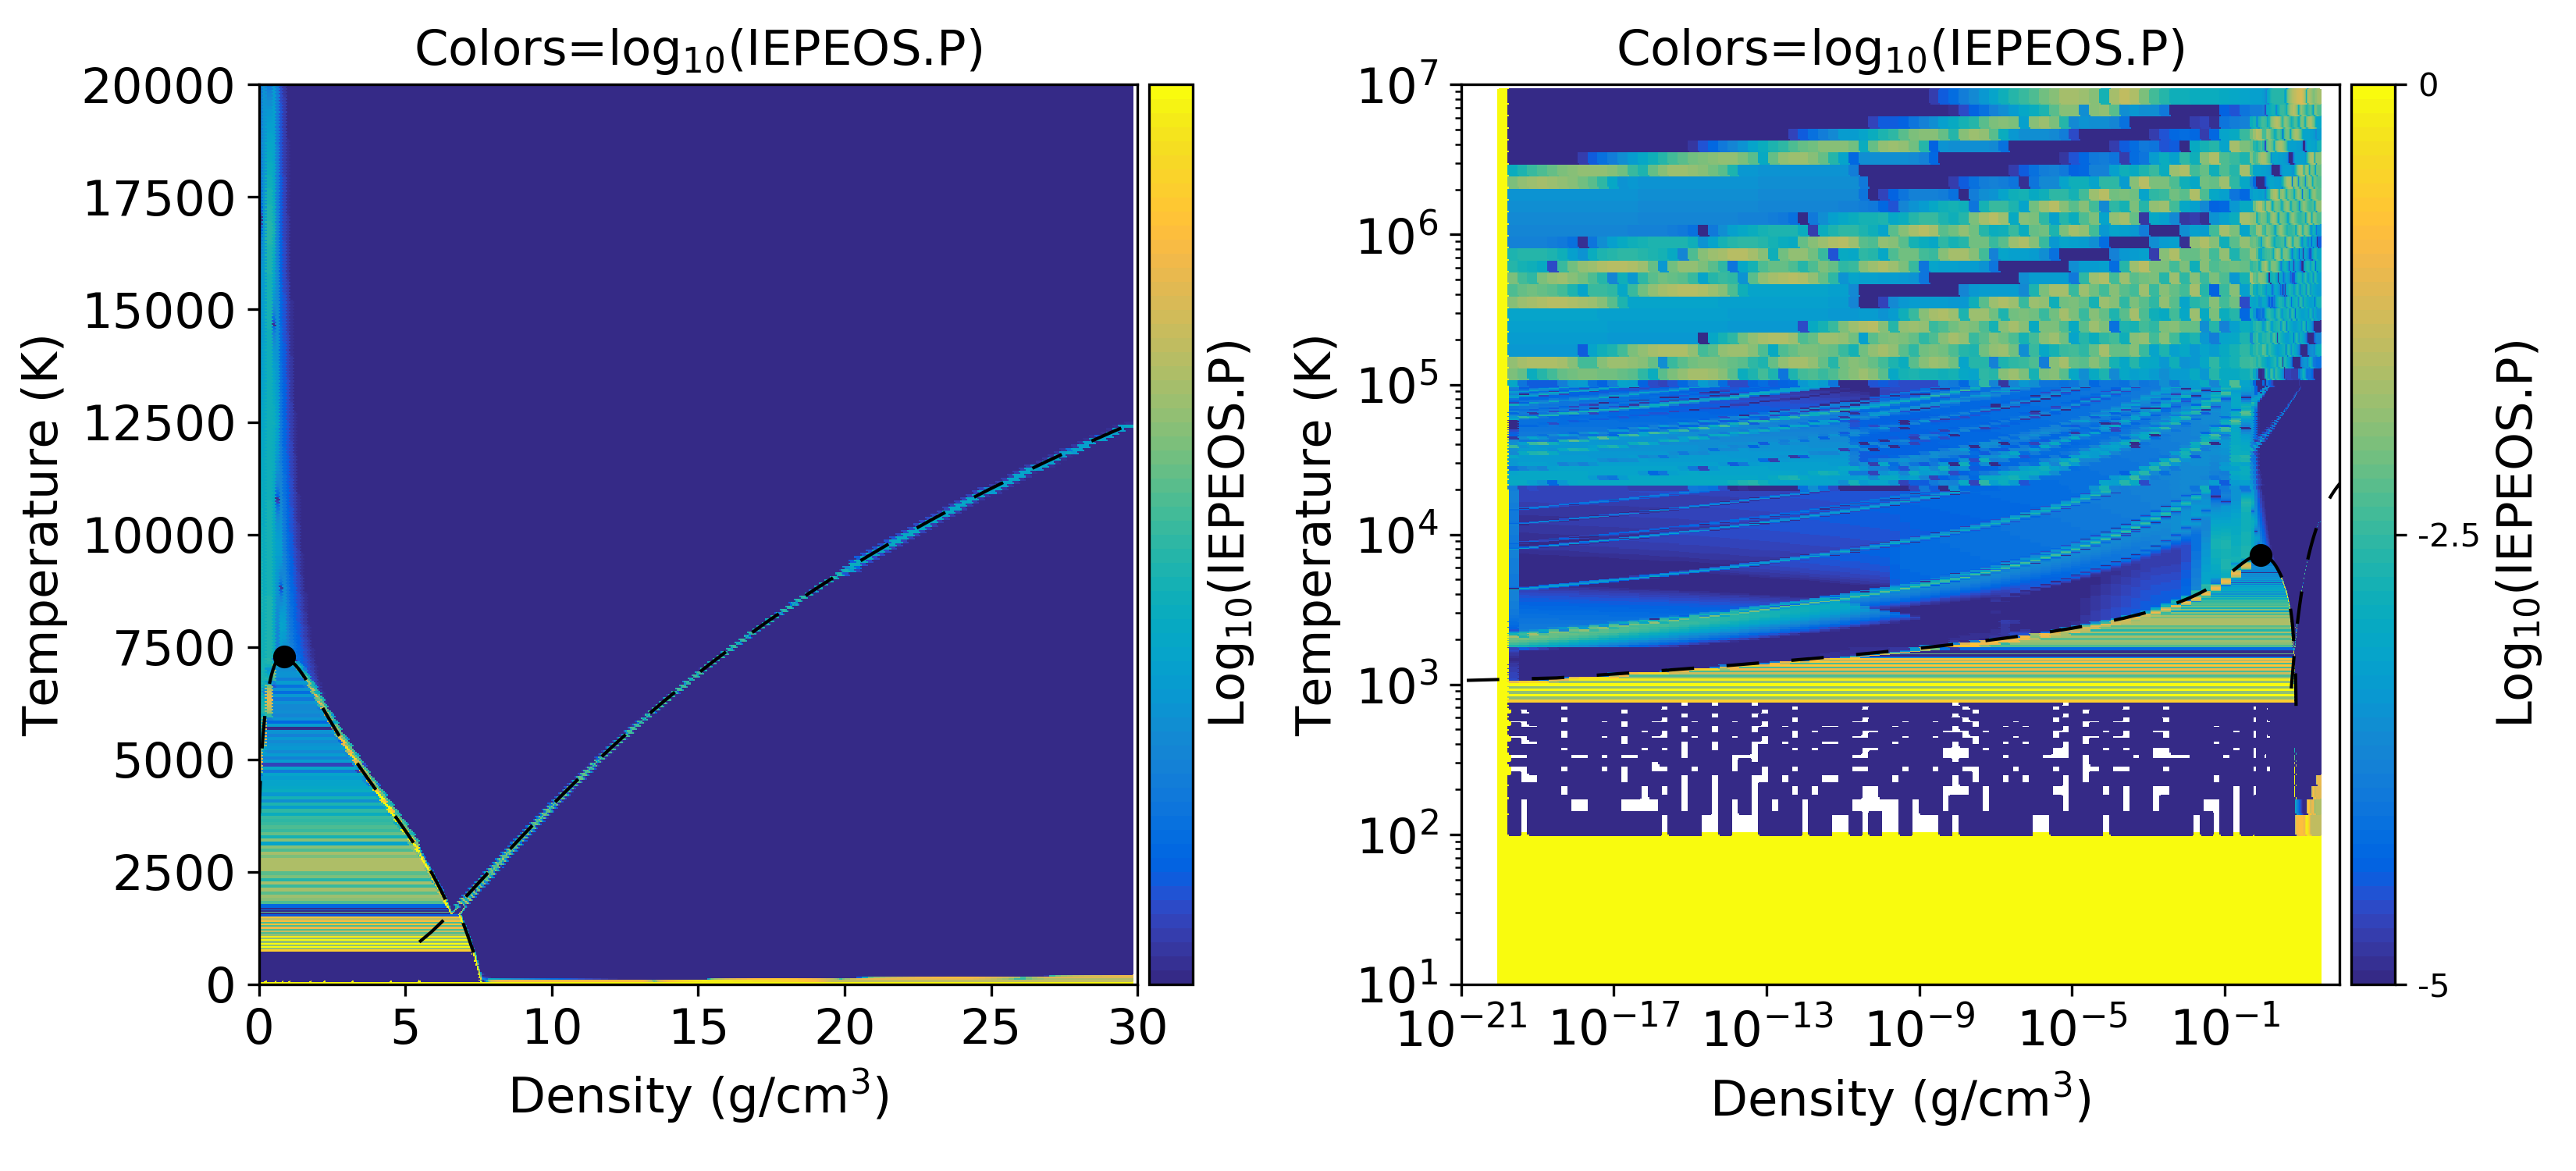 Colors=log₁₀(IEPEOS.P)
20000
17500
15000
12500
10000
7500
5000
2500
0
Temperature (K)
0 5 10 15 20 25 30
Density (g/cm³)
Log₁₀(IEPEOS.P)
Colors=log₁₀(IEPEOS.P)
10⁷
10⁶
10⁵
10⁴
10³
10²
10¹
Temperature (K)
10⁻²¹ 10⁻¹⁷ 10⁻¹³ 10⁻⁹ 10⁻⁵ 10⁻¹
Density (g/cm³)
0
-2.5
-5
Log₁₀(IEPEOS.P)